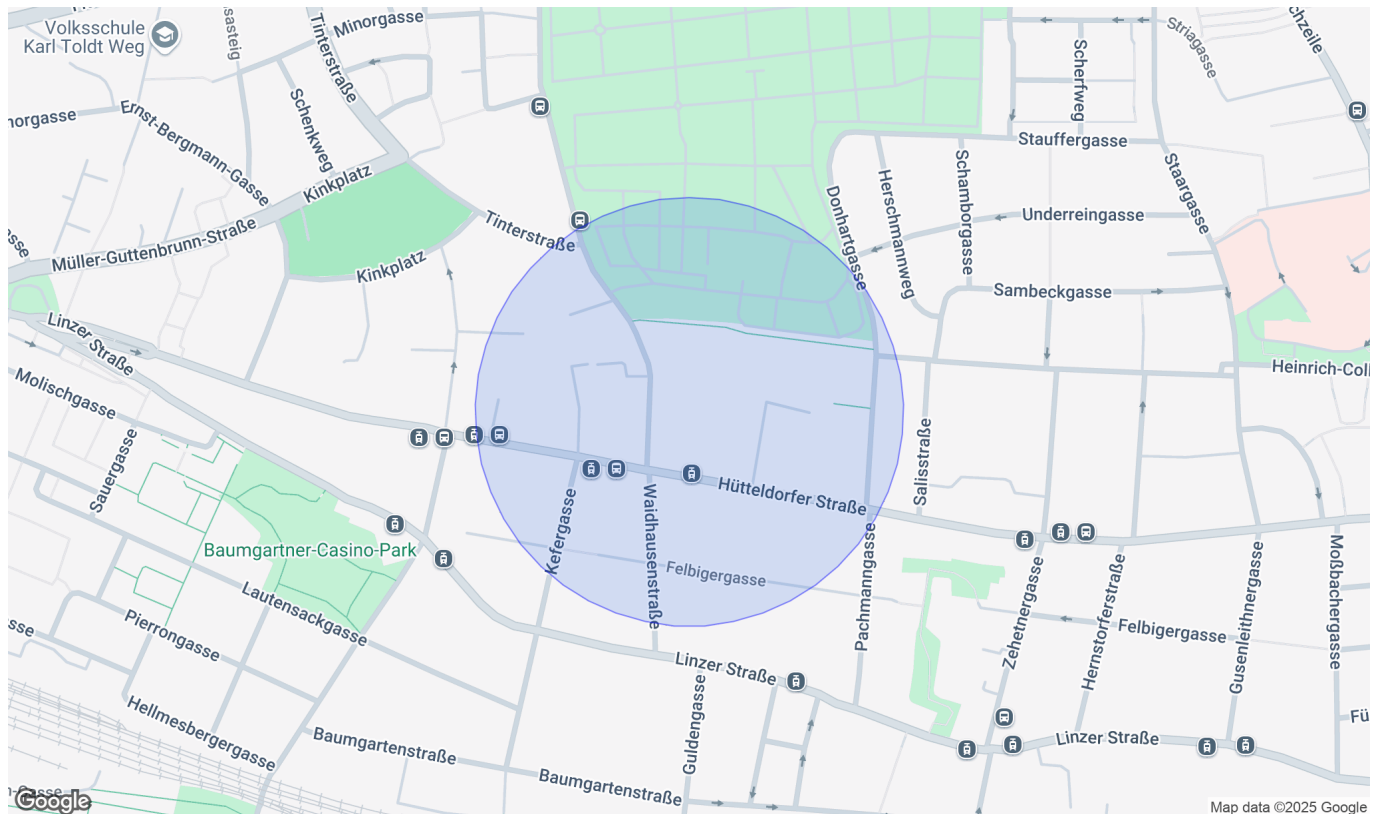 Volksschule
Karl Toldt Weg
Minorgasse
Tinterstraße
Striagasse
Scherfweg
Schenkweg
Ernst-Bergmann-Gasse
Stauffergasse
Kinkplatz
Schamborgasse
Staargasse
Herschmannweg
Donhartgasse
Underreingasse
Tinterstraße
Müller-Guttenbrunn-Straße
Kinkplatz
Sambeckgasse
Linzer Straße
Heinrich-Coll
Molischgasse
Sauergasse
Salisstraße
Hütteldorfer Straße
Kefergasse
Waidhausenstraße
Baumgartner-Casino-Park
Felbigergasse
Pachmanngasse
Lautensackgasse
Zehetnergasse
Hernstorferstraße
Gusenleithnergasse
Moßbachergasse
Pierrongasse
Felbigergasse
Linzer Straße
Hellmesbergergasse
Guldengasse
Baumgartenstraße
Linzer Straße
Baumgartenstraße
Google
Map data ©2025 Google